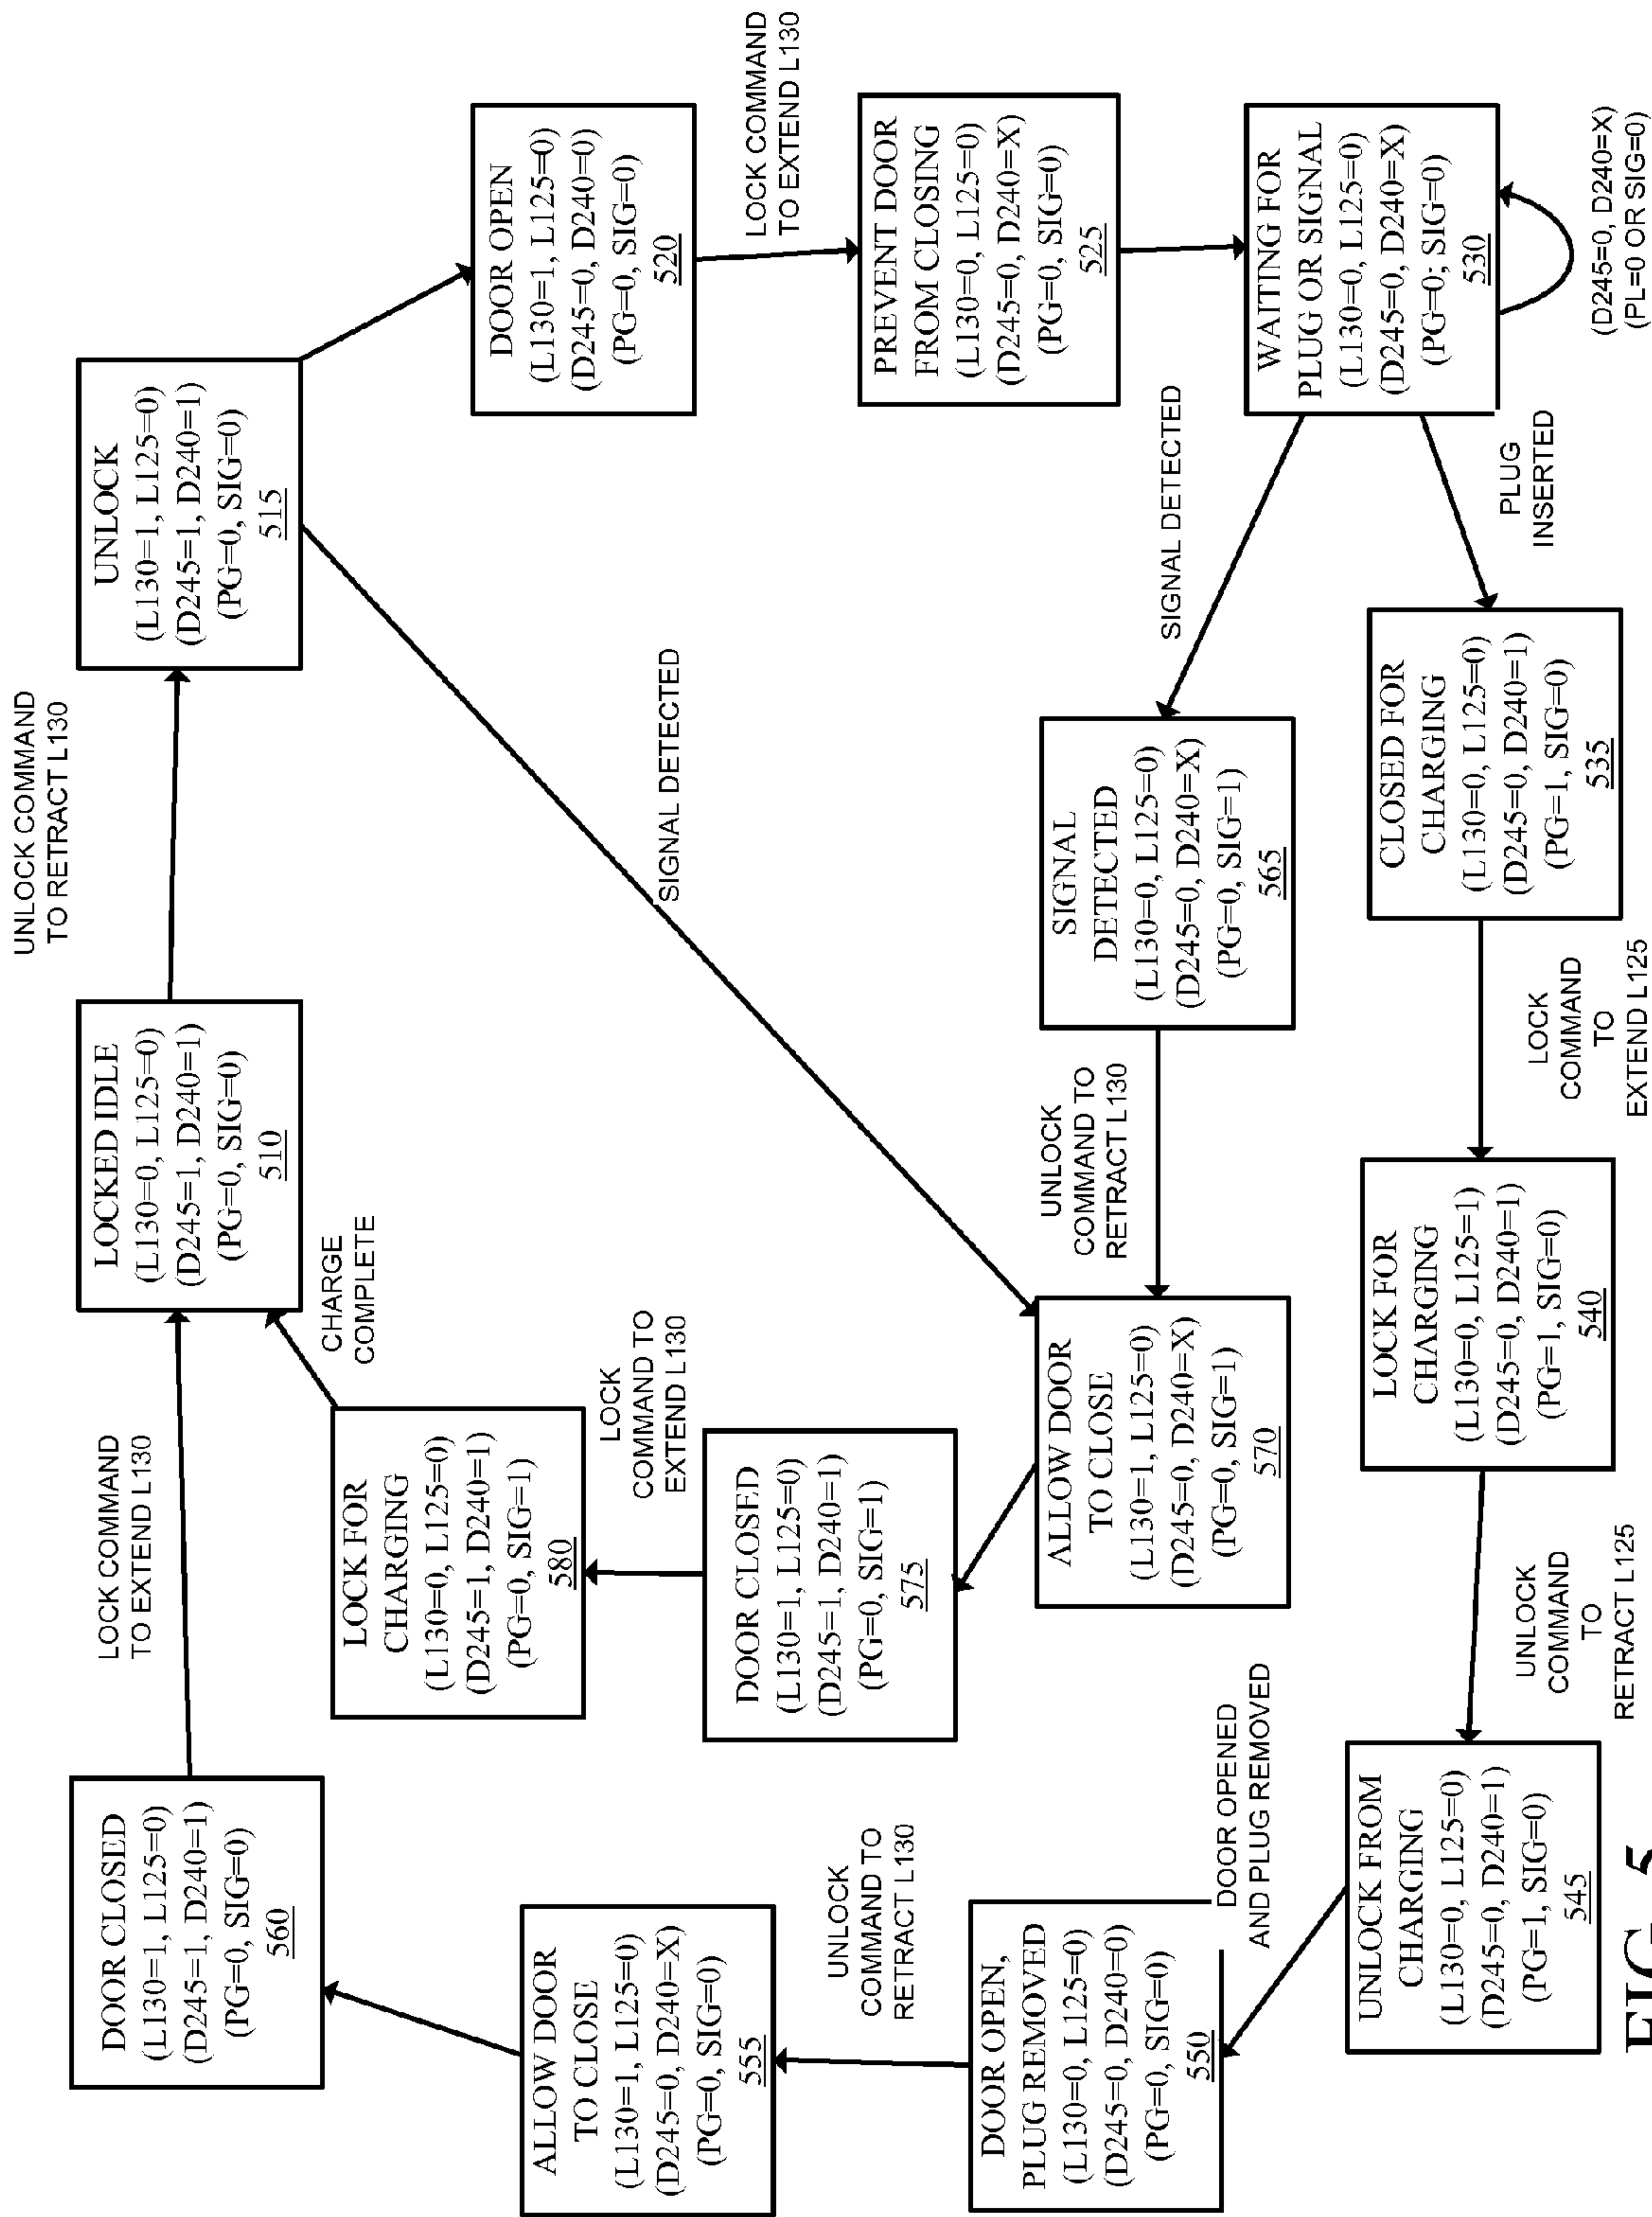 DOOR CLOSED
(L130=1, L125=0)
(D245=1, D240=1)
(PG=0, SIG=0)
560
LOCK COMMAND
TO EXTEND L130
LOCKED IDLE
(L130=0, L125=0)
(D245=1, D240=1)
(PG=0, SIG=0)
510
UNLOCK COMMAND
TO RETRACT L130
UNLOCK
(L130=1, L125=0)
(D245=1, D240=1)
(PG=0, SIG=0)
515
CHARGE
COMPLETE
LOCK FOR
CHARGING
(L130=0, L125=0)
(D245=1, D240=1)
(PG=0, SIG=1)
580
ALLOW DOOR
TO CLOSE
(L130=1, L125=0)
(D245=0, D240=X)
(PG=0, SIG=0)
555
LOCK
COMMAND TO
EXTEND L130
SIGNAL DETECTED
DOOR OPEN
(L130=1, L125=0)
(D245=0, D240=0)
(PG=0, SIG=0)
520
LOCK COMMAND
TO EXTEND L130
DOOR CLOSED
(L130=1, L125=0)
(D245=1, D240=1)
(PG=0, SIG=1)
575
UNLOCK
COMMAND TO
RETRACT L130
PREVENT DOOR
FROM CLOSING
(L130=0, L125=0)
(D245=0, D240=X)
(PG=0, SIG=0)
525
DOOR OPEN,
PLUG REMOVED
(L130=0, L125=0)
(D245=0, D240=0)
(PG=0, SIG=0)
550
DOOR OPENED
AND PLUG REMOVED
ALLOW DOOR
TO CLOSE
(L130=1, L125=0)
(D245=0, D240=X)
(PG=0, SIG=1)
570
UNLOCK
COMMAND TO
RETRACT L130
SIGNAL
DETECTED
(L130=0, L125=0)
(D245=0, D240=X)
(PG=0, SIG=1)
565
SIGNAL DETECTED
WAITING FOR
PLUG OR SIGNAL
(L130=0, L125=0)
(D245=0, D240=X)
(PG=0; SIG=0)
530
UNLOCK FROM
CHARGING
(L130=0, L125=0)
(D245=0, D240=1)
(PG=1, SIG=0)
545
UNLOCK
COMMAND
TO
RETRACT L125
LOCK FOR
CHARGING
(L130=0, L125=1)
(D245=0, D240=1)
(PG=1, SIG=0)
540
LOCK
COMMAND
TO
EXTEND L125
CLOSED FOR
CHARGING
(L130=0, L125=0)
(D245=0, D240=1)
(PG=1, SIG=0)
535
PLUG
INSERTED
(D245=0, D240=X)
(PL=0 OR SIG=0)
FIG. 5